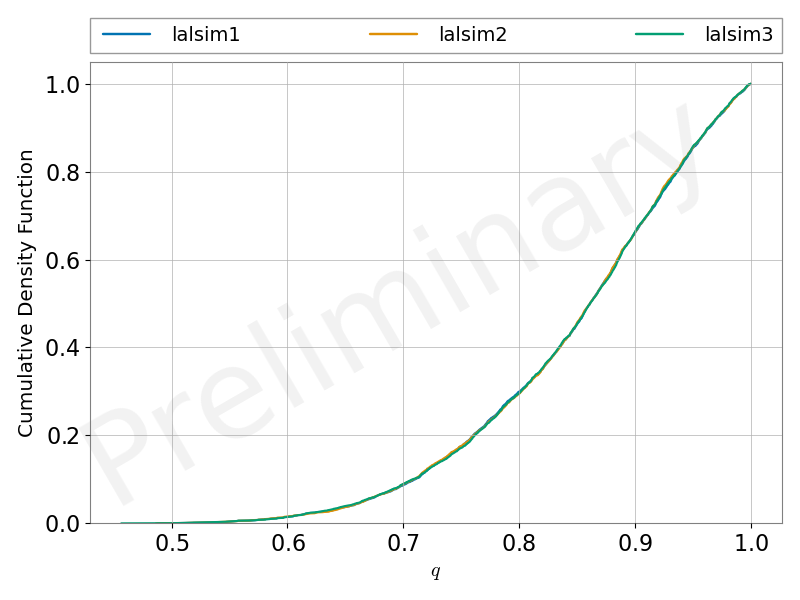 lalsim1 lalsim2 lalsim3
1.0
0.8
0.6
0.4
0.2
0.0
Cumulative Density Function
Preliminary
0.5 0.6 0.7 0.8 0.9 1.0
q